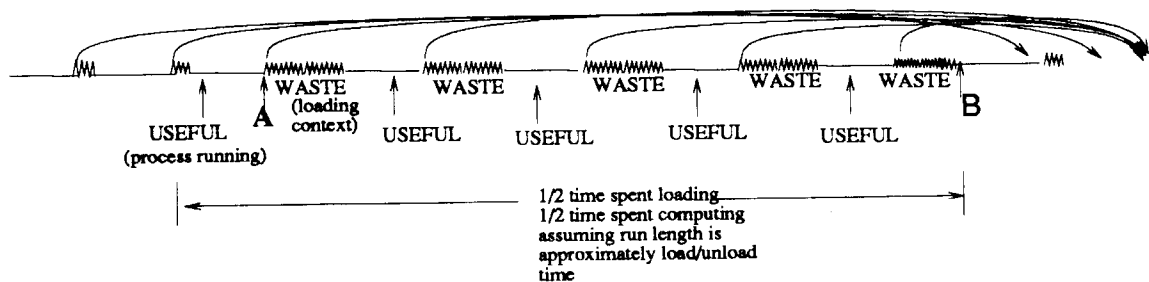 WASTE
WASTE
WASTE
WASTE
WASTE
A
(loading
context)
B
USEFUL
(process running)
USEFUL
USEFUL
USEFUL
USEFUL
1/2 time spent loading
1/2 time spent computing
assuming run length is
approximately load/unload
time